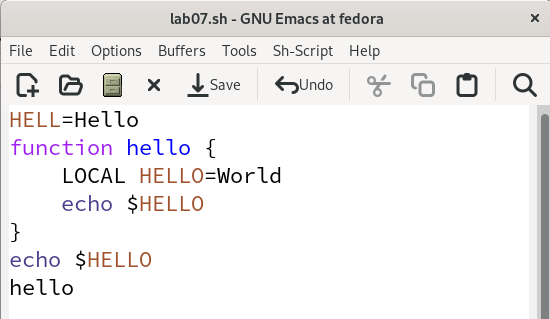 lab07.sh - GNU Emacs at fedora
File Edit Options Buffers Tools Sh-Script Help
Save Undo
HELL=Hello
function hello {
    LOCAL HELLO=World
    echo $HELLO
}
echo $HELLO
hello